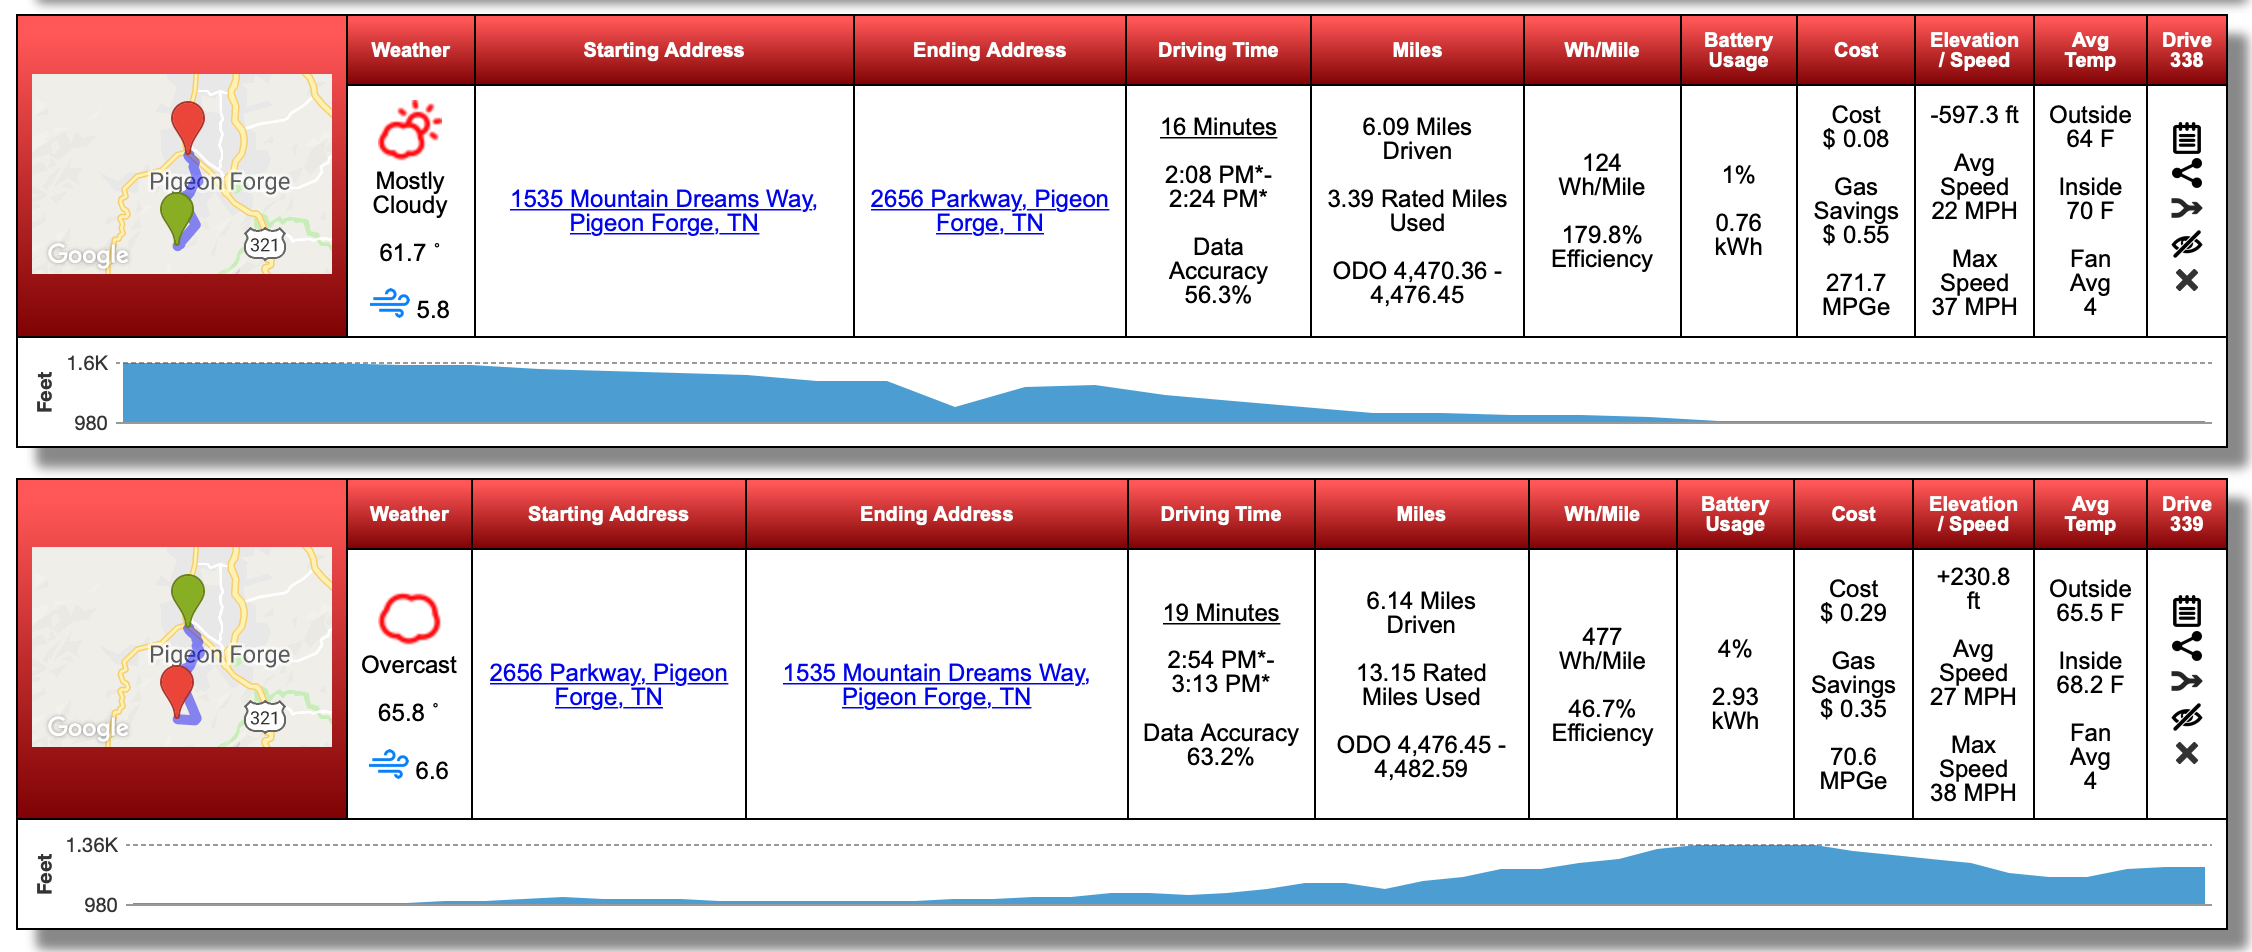 Weather
Starting Address
Ending Address
Driving Time
Miles
Wh/Mile
Battery
Usage
Cost
Elevation
/ Speed
Avg
Temp
Drive
338
Pigeon Forge
321
Google
Mostly
Cloudy
61.7 °
5.8
1535 Mountain Dreams Way,
Pigeon Forge, TN
2656 Parkway, Pigeon
Forge, TN
16 Minutes
2:08 PM*-
2:24 PM*
Data
Accuracy
56.3%
6.09 Miles
Driven
3.39 Rated Miles
Used
ODO 4,470.36 -
4,476.45
124
Wh/Mile
179.8%
Efficiency
1%
0.76
kWh
Cost
$ 0.08
Gas
Savings
$ 0.55
271.7
MPGe
-597.3 ft
Avg
Speed
22 MPH
Max
Speed
37 MPH
Outside
64 F
Inside
70 F
Fan
Avg
4
1.6K
Feet
980
Weather
Starting Address
Ending Address
Driving Time
Miles
Wh/Mile
Battery
Usage
Cost
Elevation
/ Speed
Avg
Temp
Drive
339
Pigeon Forge
321
Google
Overcast
65.8 °
6.6
2656 Parkway, Pigeon
Forge, TN
1535 Mountain Dreams Way,
Pigeon Forge, TN
19 Minutes
2:54 PM*-
3:13 PM*
Data Accuracy
63.2%
6.14 Miles
Driven
13.15 Rated
Miles Used
ODO 4,476.45 -
4,482.59
477
Wh/Mile
46.7%
Efficiency
4%
2.93
kWh
Cost
$ 0.29
Gas
Savings
$ 0.35
70.6
MPGe
+230.8
ft
Avg
Speed
27 MPH
Max
Speed
38 MPH
Outside
65.5 F
Inside
68.2 F
Fan
Avg
4
1.36K
Feet
980